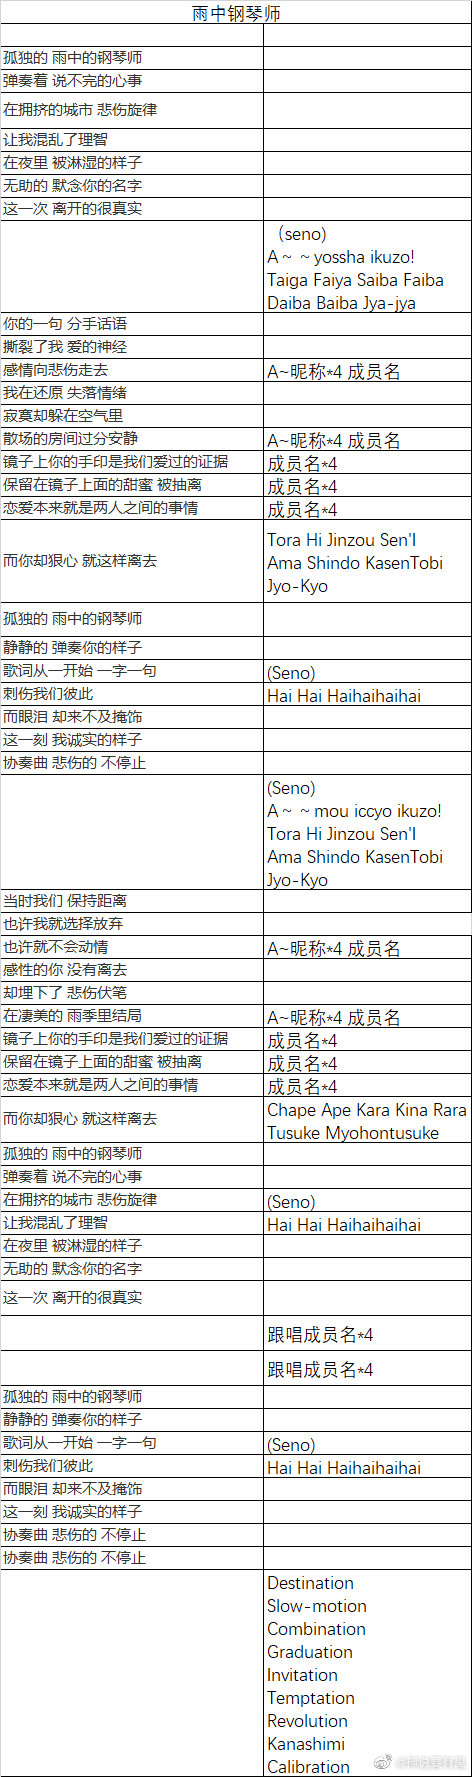 雨中钢琴师
孤独的 雨中的钢琴师
弹奏着 说不完的心事
在拥挤的城市 悲伤旋律
让我混乱了理智
在夜里 被淋湿的样子
无助的 默念你的名字
这一次 离开的很真实
（seno)
A～～yossha ikuzo!
Taiga Faiya Saiba Faiba
Daiba Baiba Jya-jya
你的一句 分手话语
撕裂了我 爱的神经
感情向悲伤走去 A~昵称*4 成员名
我在还原 失落情绪
寂寞却躲在空气里
散场的房间过分安静 A~昵称*4 成员名
镜子上你的手印是我们爱过的证据 成员名*4
保留在镜子上面的甜蜜 被抽离 成员名*4
恋爱本来就是两人之间的事情 成员名*4
而你却狠心 就这样离去
Tora Hi Jinzou Sen'I
Ama Shindo KasenTobi
Jyo-Kyo
孤独的 雨中的钢琴师
静静的 弹奏你的样子
歌词从一开始 一字一句 (Seno)
刺伤我们彼此 Hai Hai Haihaihaihai
而眼泪 却来不及掩饰
这一刻 我诚实的样子
协奏曲 悲伤的 不停止
(Seno)
A～～mou iccyo ikuzo!
Tora Hi Jinzou Sen'I
Ama Shindo KasenTobi
Jyo-Kyo
当时我们 保持距离
也许我就选择放弃
也许就不会动情 A~昵称*4 成员名
感性的你 没有离去
却埋下了 悲伤伏笔
在凄美的 雨季里结局 A~昵称*4 成员名
镜子上你的手印是我们爱过的证据 成员名*4
保留在镜子上面的甜蜜 被抽离 成员名*4
恋爱本来就是两人之间的事情 成员名*4
而你却狠心 就这样离去
Chape Ape Kara Kina Rara
Tusuke Myohontusuke
孤独的 雨中的钢琴师
弹奏着 说不完的心事
在拥挤的城市 悲伤旋律 (Seno)
让我混乱了理智 Hai Hai Haihaihaihai
在夜里 被淋湿的样子
无助的 默念你的名字
这一次 离开的很真实
跟唱成员名*4
跟唱成员名*4
孤独的 雨中的钢琴师
静静的 弹奏你的样子
歌词从一开始 一字一句 (Seno)
刺伤我们彼此 Hai Hai Haihaihaihai
而眼泪 却来不及掩饰
这一刻 我诚实的样子
协奏曲 悲伤的 不停止
协奏曲 悲伤的 不停止
Destination
Slow-motion
Combination
Graduation
Invitation
Temptation
Revolution
Kanashimi
Calibration